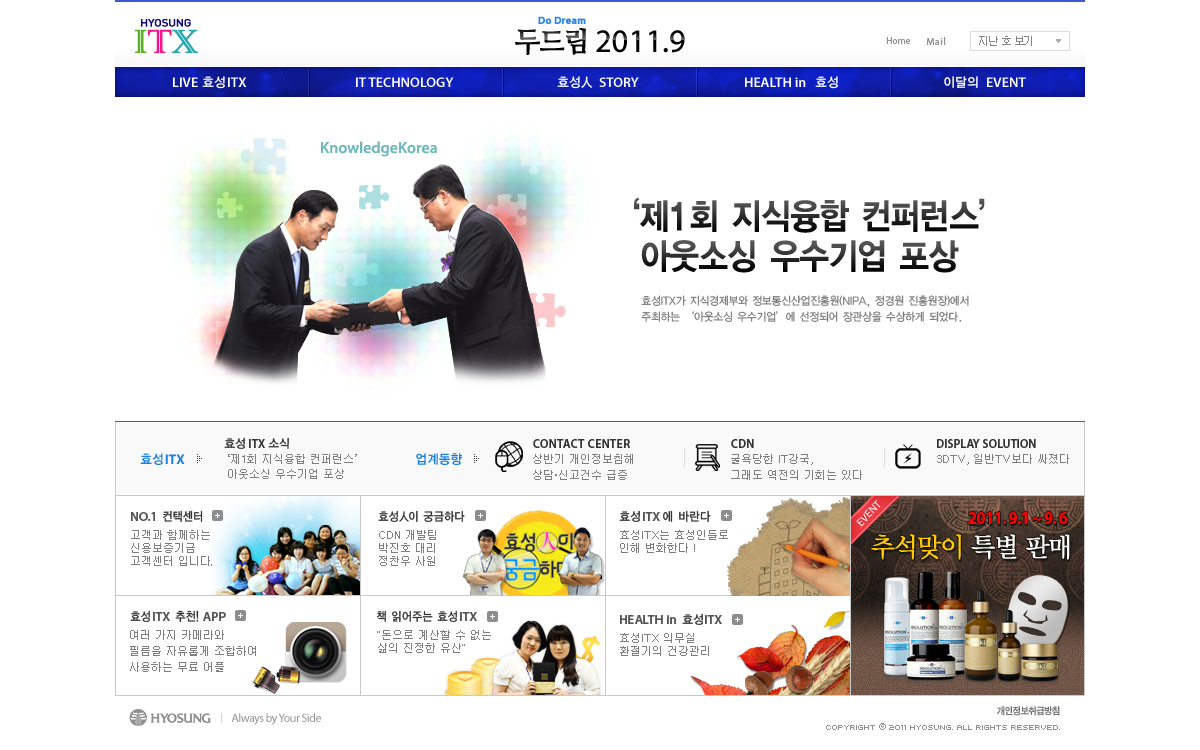 HYOSUNG
ITX
Do Dream
두드림 2011.9
Home
Mail
지난 호 보기
LIVE 효성ITX
IT TECHNOLOGY
효성人 STORY
HEALTH in 효성
이달의 EVENT
KnowledgeKorea
‘제1회 지식융합 컨퍼런스’
아웃소싱 우수기업 포상
효성ITX가 지식경제부와 정보통신산업진흥원(NIPA, 정경원 진흥원장)에서
주최하는 ‘아웃소싱 우수기업’에 선정되어 장관상을 수상하게 되었다.
효성ITX
효성 ITX 소식
‘제1회 지식융합 컨퍼런스’
아웃소싱 우수기업 포상
업계동향
CONTACT CENTER
상반기 개인정보침해
상담·신고건수 급증
CDN
굴욕당한 IT강국,
그래도 역전의 기회는 있다
DISPLAY SOLUTION
3DTV, 일반TV보다 싸졌다
NO.1 컨택센터
고객과 함께하는
신용보증기금
고객센터 입니다.
효성人이 궁금하다
CDN 개발팀
박진호 대리
정찬우 사원
효성人이
궁금
하다
효성ITX에 바란다
효성ITX는 효성인들로
인해 변화한다 !
EVENT
2011.9.1~9.6
추석맞이 특별 판매
효성ITX 추천! APP
여러 가지 카메라와
필름을 자유롭게 조합하여
사용하는 무료 어플
책 읽어주는 효성ITX
"돈으로 계산할 수 없는
삶의 진정한 유산"
HEALTH in 효성ITX
효성ITX 의무실
환절기의 건강관리
HYOSUNG
Always by Your Side
개인정보취급방침
COPYRIGHT ⓒ 2011 HYOSUNG. ALL RIGHTS RESERVED.